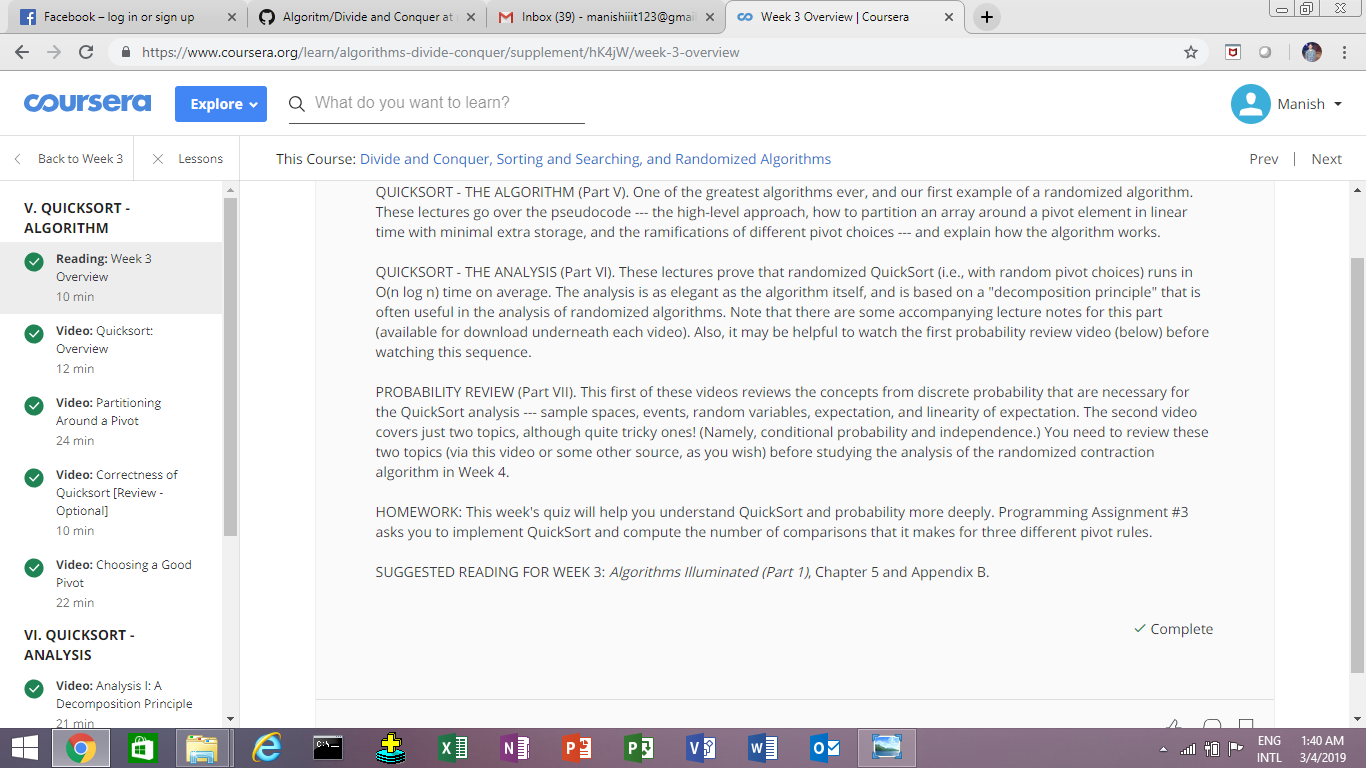 Facebook – log in or sign up
Algoritm/Divide and Conquer at
Inbox (39) - manishiiit123@gmai
Week 3 Overview | Coursera
https://www.coursera.org/learn/algorithms-divide-conquer/supplement/hK4jW/week-3-overview
coursera
Explore
What do you want to learn?
Manish
Back to Week 3
Lessons
This Course: Divide and Conquer, Sorting and Searching, and Randomized Algorithms
Prev | Next
V. QUICKSORT -
ALGORITHM
Reading: Week 3
Overview
10 min
Video: Quicksort:
Overview
12 min
Video: Partitioning
Around a Pivot
24 min
Video: Correctness of
Quicksort [Review -
Optional]
10 min
Video: Choosing a Good
Pivot
22 min
VI. QUICKSORT -
ANALYSIS
Video: Analysis I: A
Decomposition Principle
21 min
QUICKSORT - THE ALGORITHM (Part V). One of the greatest algorithms ever, and our first example of a randomized algorithm.
These lectures go over the pseudocode --- the high-level approach, how to partition an array around a pivot element in linear
time with minimal extra storage, and the ramifications of different pivot choices --- and explain how the algorithm works.
QUICKSORT - THE ANALYSIS (Part VI). These lectures prove that randomized QuickSort (i.e., with random pivot choices) runs in
O(n log n) time on average. The analysis is as elegant as the algorithm itself, and is based on a "decomposition principle" that is
often useful in the analysis of randomized algorithms. Note that there are some accompanying lecture notes for this part
(available for download underneath each video). Also, it may be helpful to watch the first probability review video (below) before
watching this sequence.
PROBABILITY REVIEW (Part VII). This first of these videos reviews the concepts from discrete probability that are necessary for
the QuickSort analysis --- sample spaces, events, random variables, expectation, and linearity of expectation. The second video
covers just two topics, although quite tricky ones! (Namely, conditional probability and independence.) You need to review these
two topics (via this video or some other source, as you wish) before studying the analysis of the randomized contraction
algorithm in Week 4.
HOMEWORK: This week's quiz will help you understand QuickSort and probability more deeply. Programming Assignment #3
asks you to implement QuickSort and compute the number of comparisons that it makes for three different pivot rules.
SUGGESTED READING FOR WEEK 3: Algorithms Illuminated (Part 1), Chapter 5 and Appendix B.
Complete
ENG
INTL
1:40 AM
3/4/2019